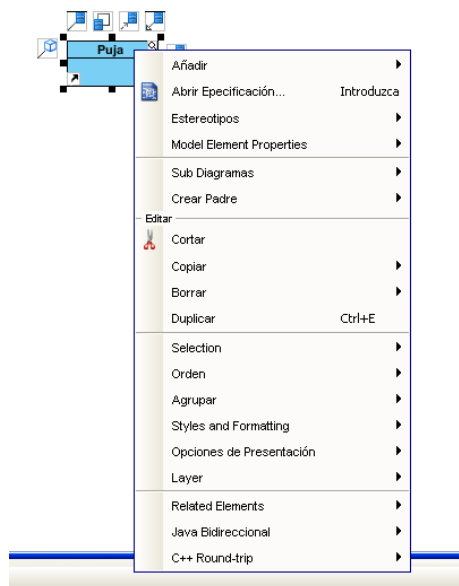 Puja
Añadir
Abrir Epecificación... Introduzca
Estereotipos
Model Element Properties
Sub Diagramas
Crear Padre
Editar
Cortar
Copiar
Borrar
Duplicar Ctrl+E
Selection
Orden
Agrupar
Styles and Formatting
Opciones de Presentación
Layer
Related Elements
Java Bidireccional
C++ Round-trip